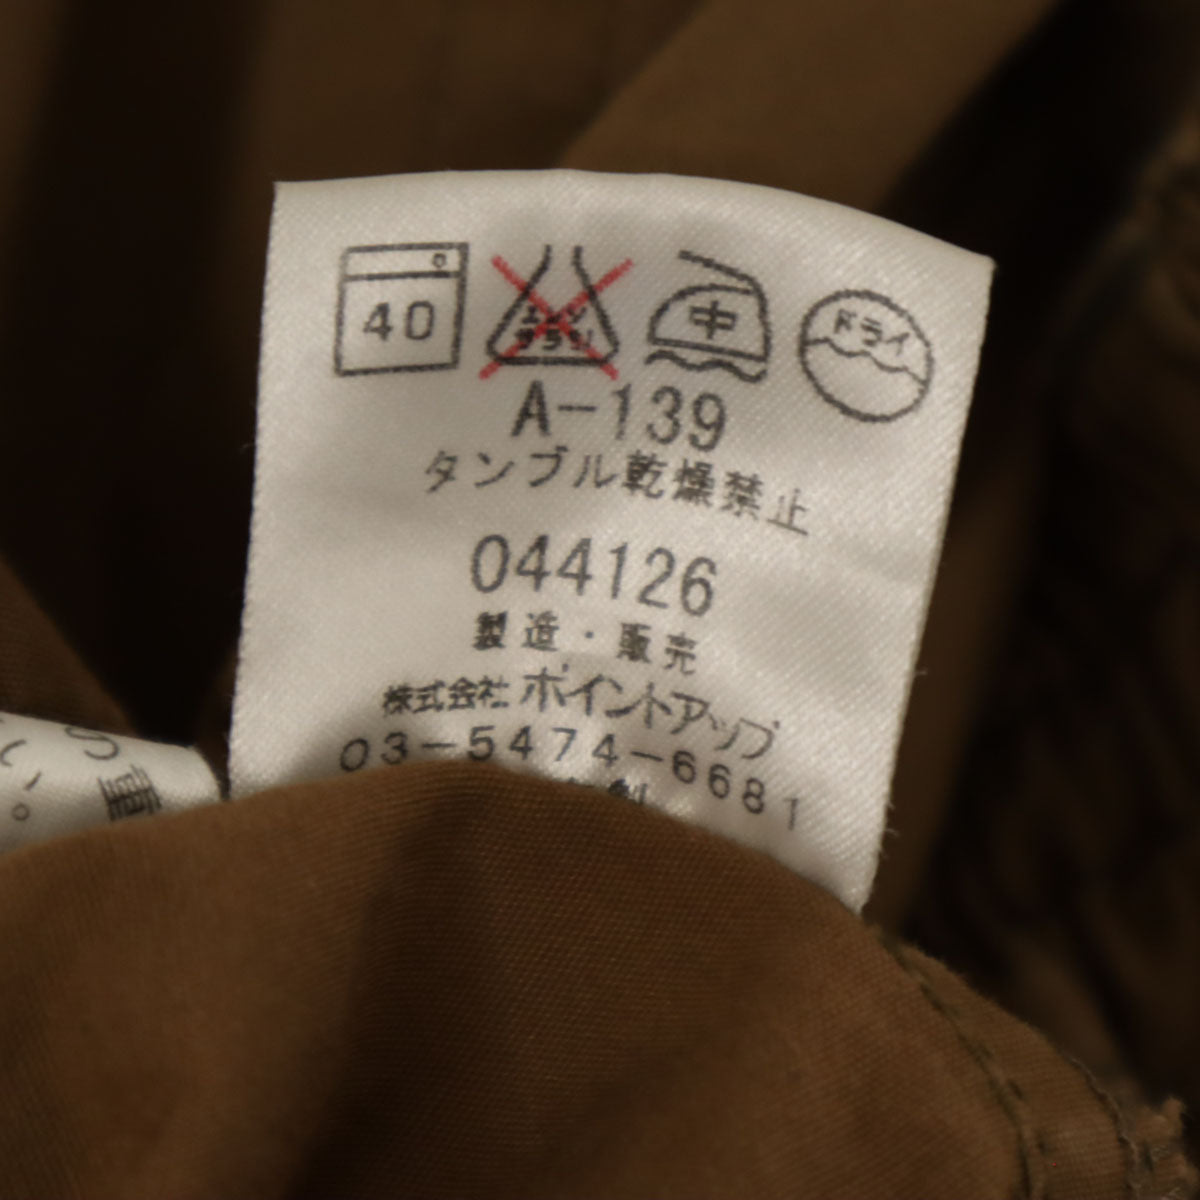 40 エンソ サラシ 中 ドライ
A-139
タンブル乾燥禁止
044126
製造・販売
株式会社ポイントアップ
03-5474-6681